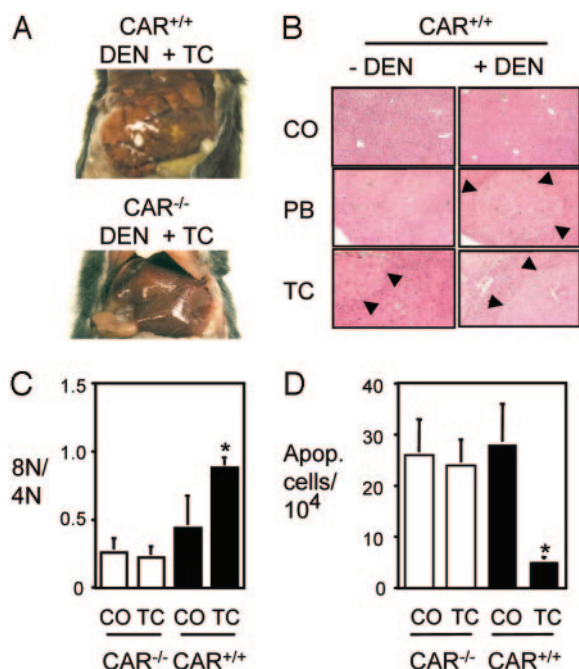 A
CAR+/+
DEN + TC
CAR-/-
DEN + TC
B
CAR+/+
- DEN + DEN
CO
PB
TC
C
1.5
1.0
0.5
0
8N/
4N
*
CO TC CO TC
CAR-/- CAR+/+
D
40
30
20
10
0
Apop.
cells/
10⁴
*
CO TC CO TC
CAR-/- CAR+/+